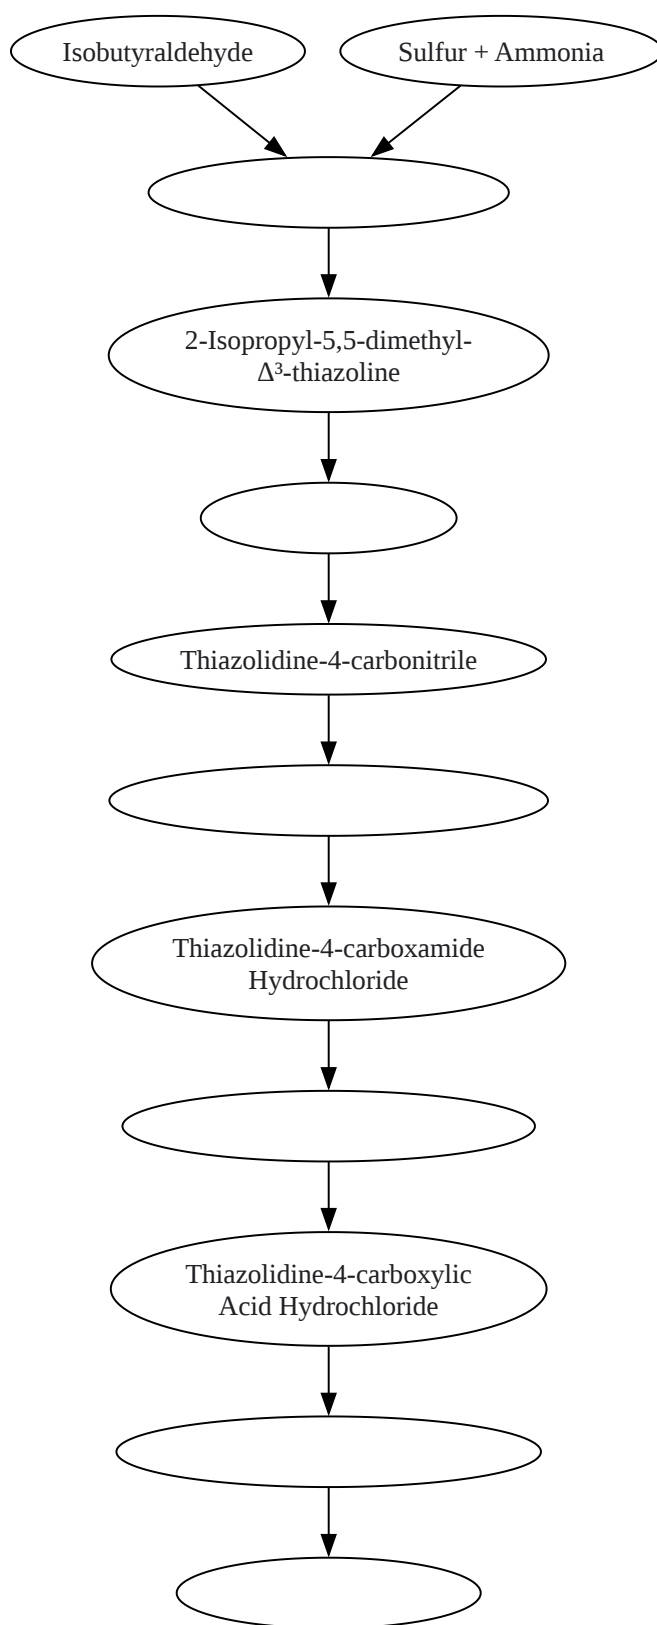 Isobutyraldehyde
Sulfur + Ammonia
2-Isopropyl-5,5-dimethyl-
Δ³-thiazoline
Thiazolidine-4-carbonitrile
Thiazolidine-4-carboxamide
Hydrochloride
Thiazolidine-4-carboxylic
Acid Hydrochloride